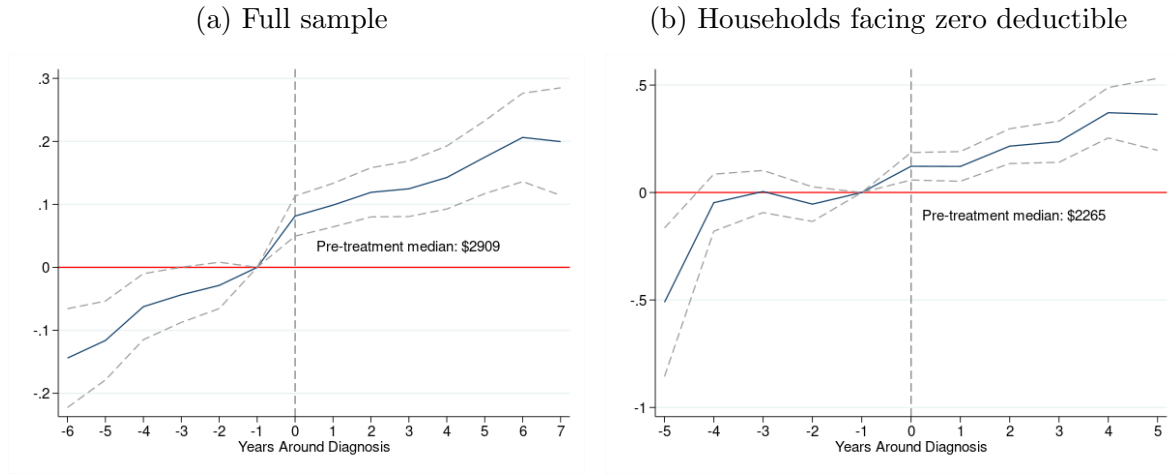 (a) Full sample
.3
.2
.1
0
-.1
-.2
Pre-treatment median: $2909
-6 -5 -4 -3 -2 -1 0 1 2 3 4 5 6 7
Years Around Diagnosis
(b) Households facing zero deductible
.5
0
-.5
-1
Pre-treatment median: $2265
-5 -4 -3 -2 -1 0 1 2 3 4 5
Years Around Diagnosis